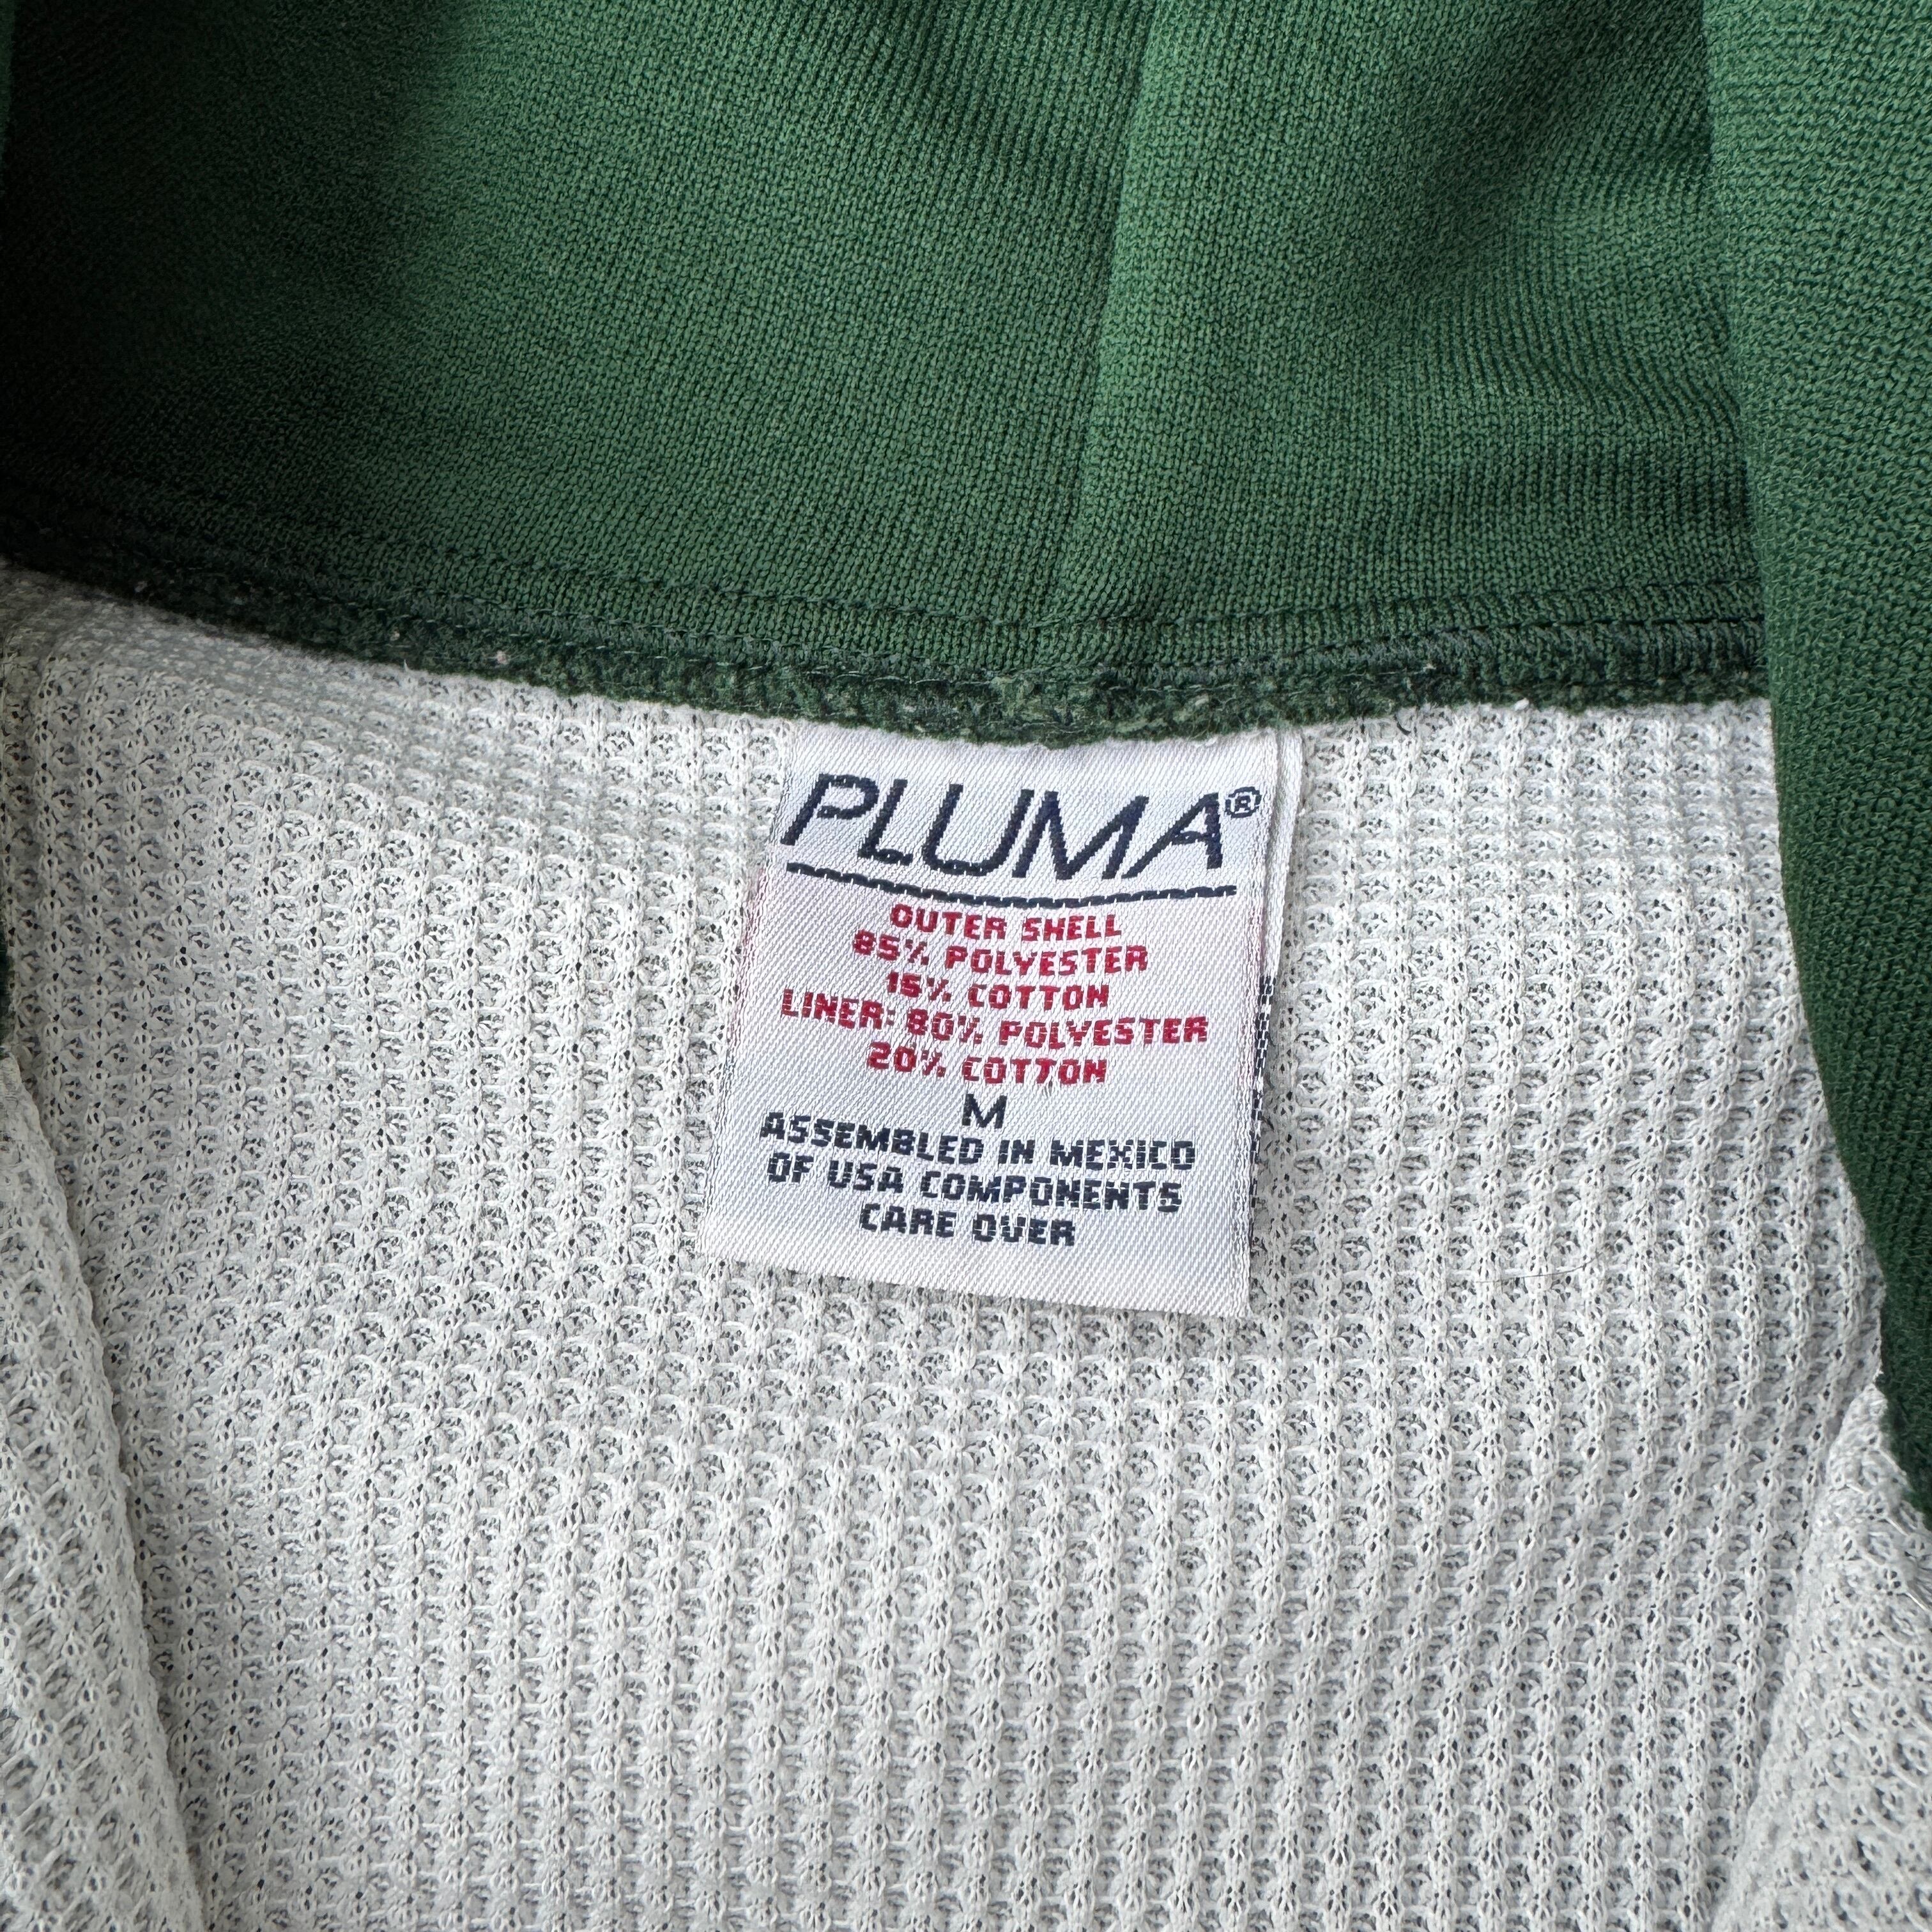 PLUMA®
OUTER SHELL
85% POLYESTER
15% COTTON
LINER: 80% POLYESTER
20% COTTON
M
ASSEMBLED IN MEXICO
OF USA COMPONENTS
CARE OVER